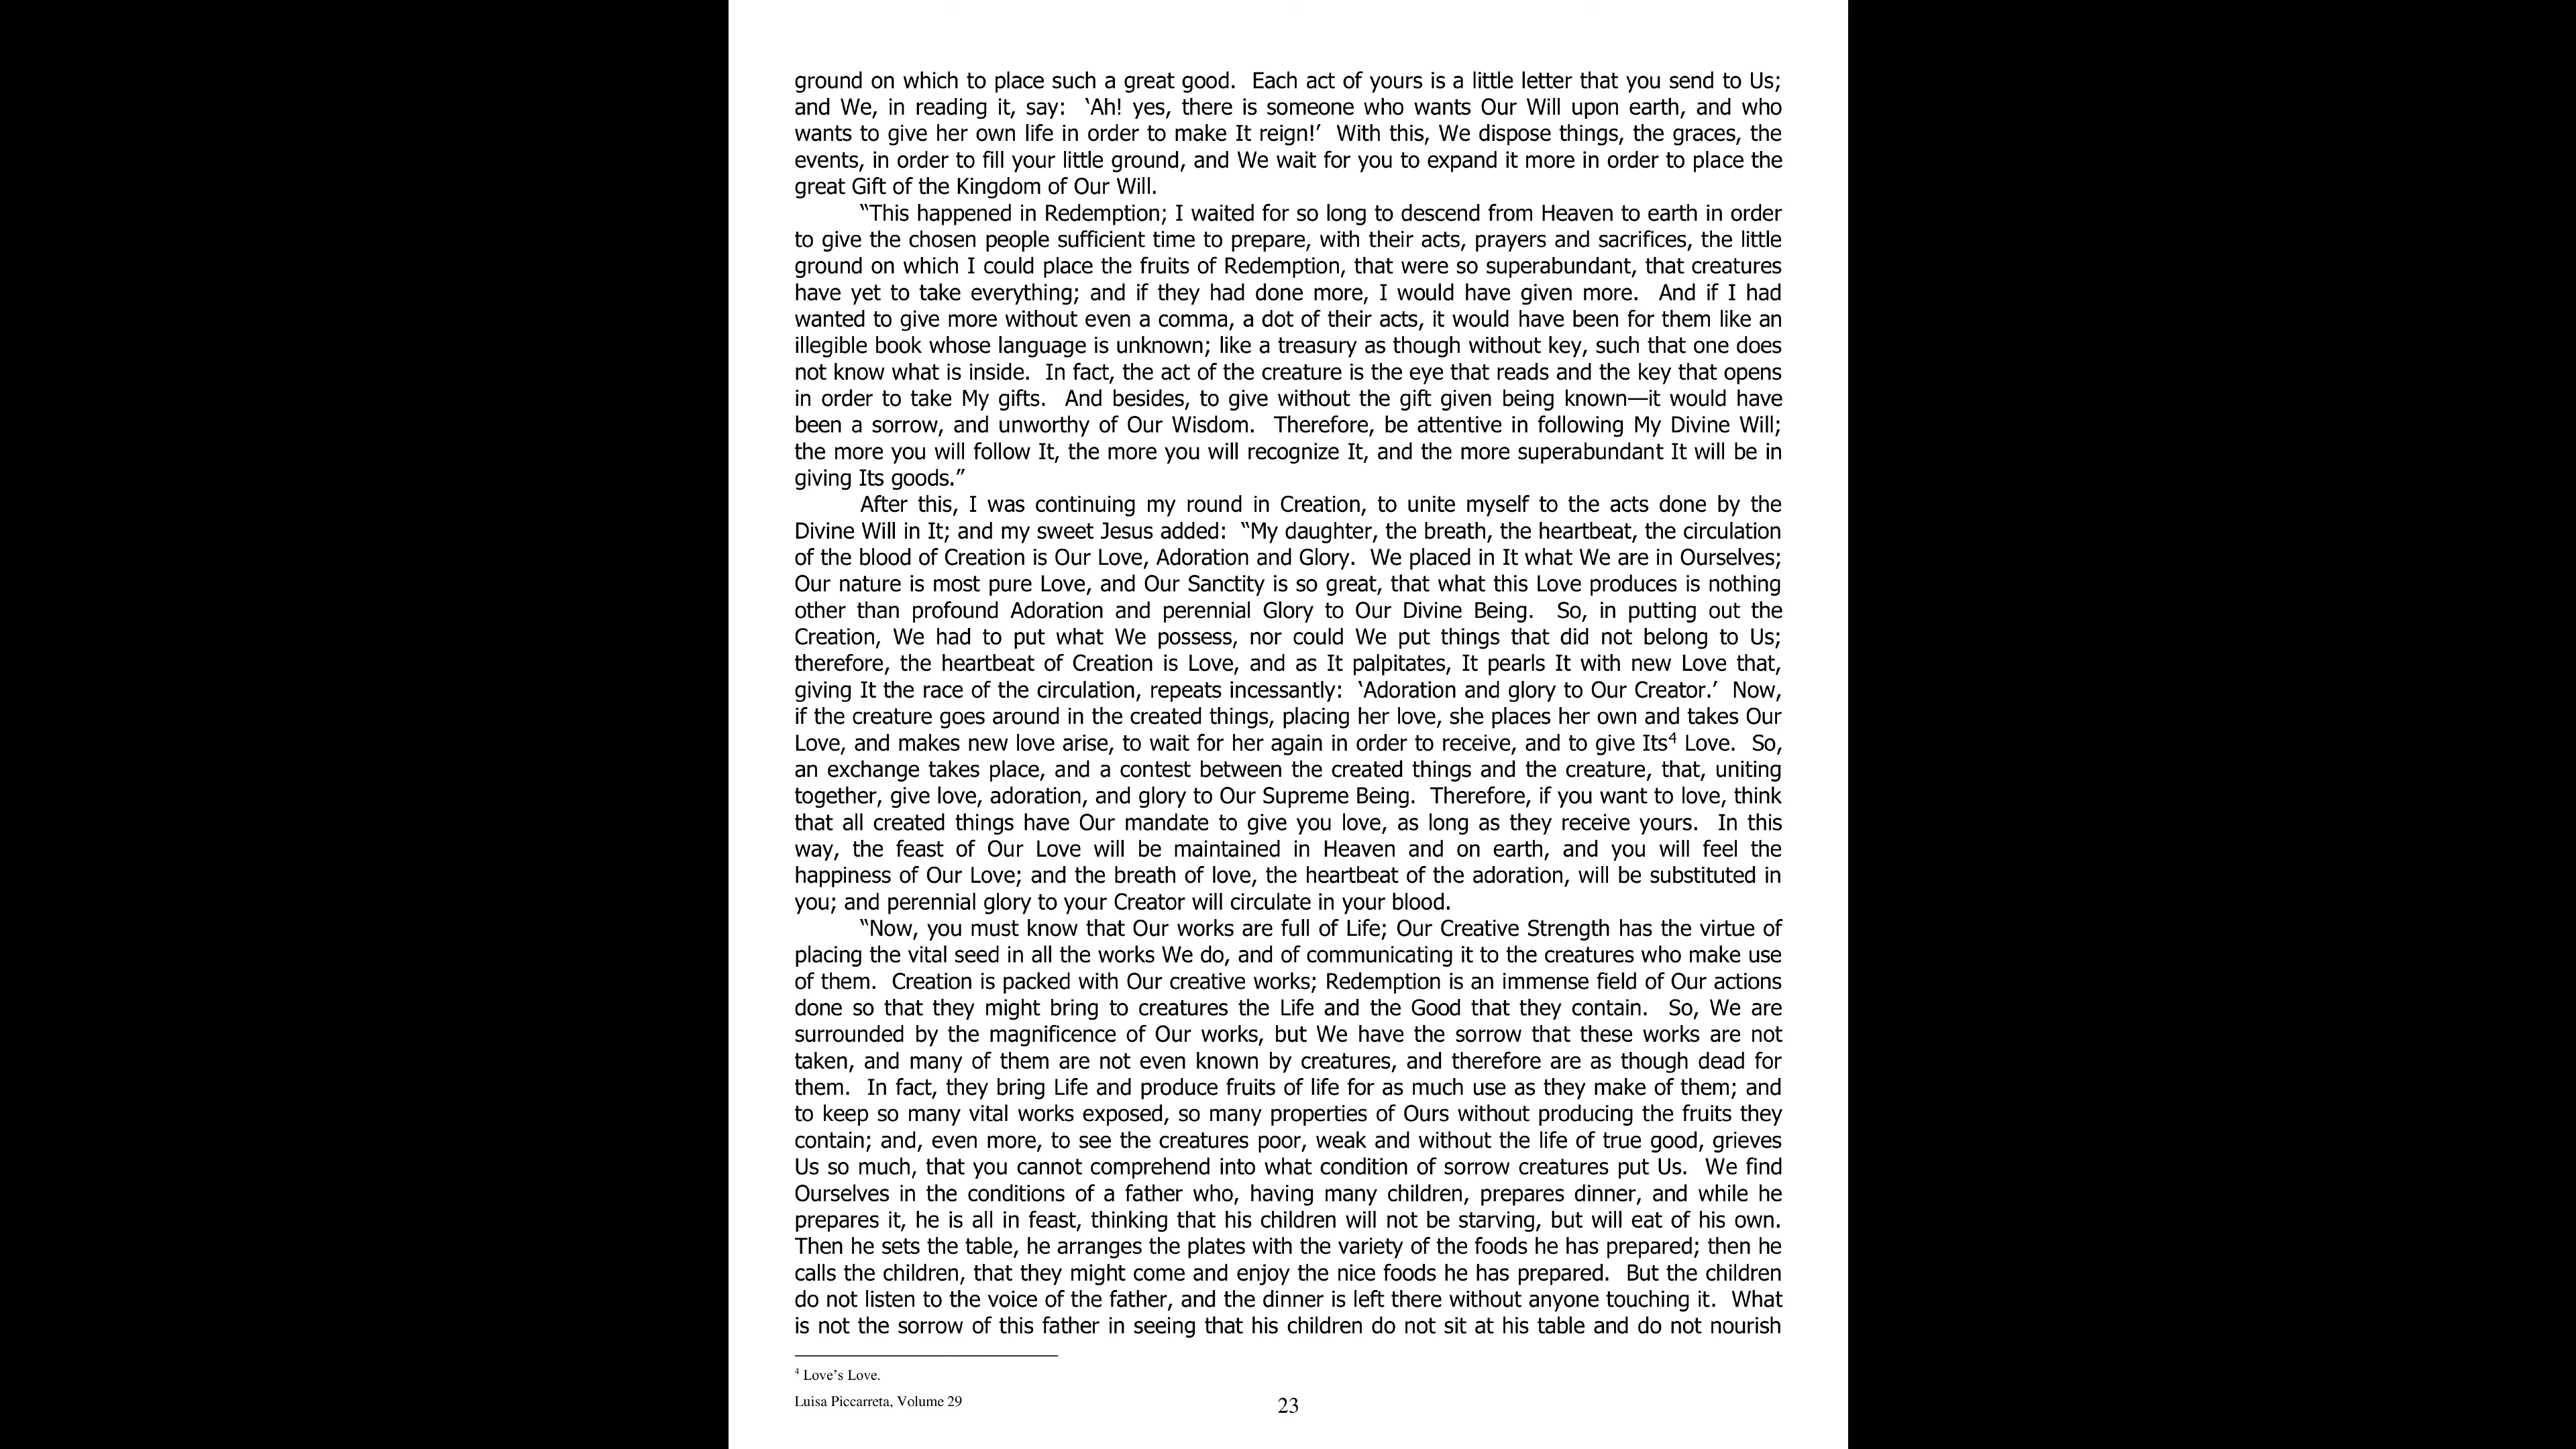 ground on which to place such a great good.  Each act of yours is a little letter that you send to Us;
and We, in reading it, say:  ‘Ah! yes, there is someone who wants Our Will upon earth, and who
wants to give her own life in order to make It reign!’  With this, We dispose things, the graces, the
events, in order to fill your little ground, and We wait for you to expand it more in order to place the
great Gift of the Kingdom of Our Will.
“This happened in Redemption; I waited for so long to descend from Heaven to earth in order
to give the chosen people sufficient time to prepare, with their acts, prayers and sacrifices, the little
ground on which I could place the fruits of Redemption, that were so superabundant, that creatures
have yet to take everything; and if they had done more, I would have given more.  And if I had
wanted to give more without even a comma, a dot of their acts, it would have been for them like an
illegible book whose language is unknown; like a treasury as though without key, such that one does
not know what is inside.  In fact, the act of the creature is the eye that reads and the key that opens
in order to take My gifts.  And besides, to give without the gift given being known—it would have
been a sorrow, and unworthy of Our Wisdom.  Therefore, be attentive in following My Divine Will;
the more you will follow It, the more you will recognize It, and the more superabundant It will be in
giving Its goods.”
After this, I was continuing my round in Creation, to unite myself to the acts done by the
Divine Will in It; and my sweet Jesus added:  “My daughter, the breath, the heartbeat, the circulation
of the blood of Creation is Our Love, Adoration and Glory.  We placed in It what We are in Ourselves;
Our nature is most pure Love, and Our Sanctity is so great, that what this Love produces is nothing
other than profound Adoration and perennial Glory to Our Divine Being.  So, in putting out the
Creation, We had to put what We possess, nor could We put things that did not belong to Us;
therefore, the heartbeat of Creation is Love, and as It palpitates, It pearls It with new Love that,
giving It the race of the circulation, repeats incessantly:  ‘Adoration and glory to Our Creator.’  Now,
if the creature goes around in the created things, placing her love, she places her own and takes Our
Love, and makes new love arise, to wait for her again in order to receive, and to give Its⁴ Love.  So,
an exchange takes place, and a contest between the created things and the creature, that, uniting
together, give love, adoration, and glory to Our Supreme Being.  Therefore, if you want to love, think
that all created things have Our mandate to give you love, as long as they receive yours.  In this
way, the feast of Our Love will be maintained in Heaven and on earth, and you will feel the
happiness of Our Love; and the breath of love, the heartbeat of the adoration, will be substituted in
you; and perennial glory to your Creator will circulate in your blood.
“Now, you must know that Our works are full of Life; Our Creative Strength has the virtue of
placing the vital seed in all the works We do, and of communicating it to the creatures who make use
of them.  Creation is packed with Our creative works; Redemption is an immense field of Our actions
done so that they might bring to creatures the Life and the Good that they contain.  So, We are
surrounded by the magnificence of Our works, but We have the sorrow that these works are not
taken, and many of them are not even known by creatures, and therefore are as though dead for
them.  In fact, they bring Life and produce fruits of life for as much use as they make of them; and
to keep so many vital works exposed, so many properties of Ours without producing the fruits they
contain; and, even more, to see the creatures poor, weak and without the life of true good, grieves
Us so much, that you cannot comprehend into what condition of sorrow creatures put Us.  We find
Ourselves in the conditions of a father who, having many children, prepares dinner, and while he
prepares it, he is all in feast, thinking that his children will not be starving, but will eat of his own.
Then he sets the table, he arranges the plates with the variety of the foods he has prepared; then he
calls the children, that they might come and enjoy the nice foods he has prepared.  But the children
do not listen to the voice of the father, and the dinner is left there without anyone touching it.  What
is not the sorrow of this father in seeing that his children do not sit at his table and do not nourish
⁴ Love’s Love.
Luisa Piccarreta, Volume 29
23